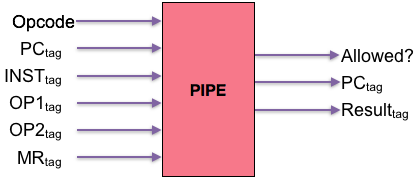 Opcode
PCtag
INSTtag
OP1tag
OP2tag
MRtag
PIPE
Allowed?
PCtag
Resulttag